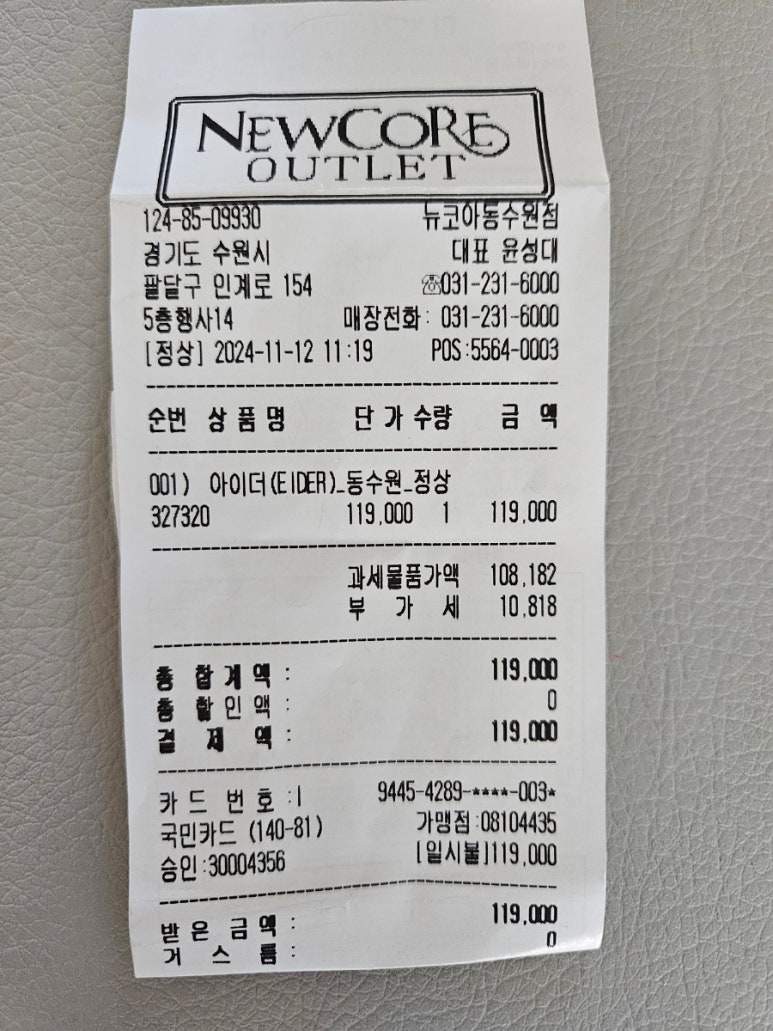 NEWCORE
OUTLET
124-85-09930 뉴코아동수원점
경기도 수원시 대표 윤성대
팔달구 인계로 154 ☏031-231-6000
5층행사14 매장전화: 031-231-6000
[정상] 2024-11-12 11:19 POS:5564-0003
순번 상품명 단가 수량 금액
001) 아이더(EIDER)_동수원_정상
327320 119,000 1 119,000
과세물품가액 108,182
부 가 세 10,818
총 합 계 액 : 119,000
총 할 인 액 : 0
결 제 액 : 119,000
카 드 번 호 :| 9445-4289-****-003*
국민카드 (140-81) 가맹점:08104435
승인:30004356 [일시불]119,000
받 은 금 액 : 119,000
거 스 름 : 0